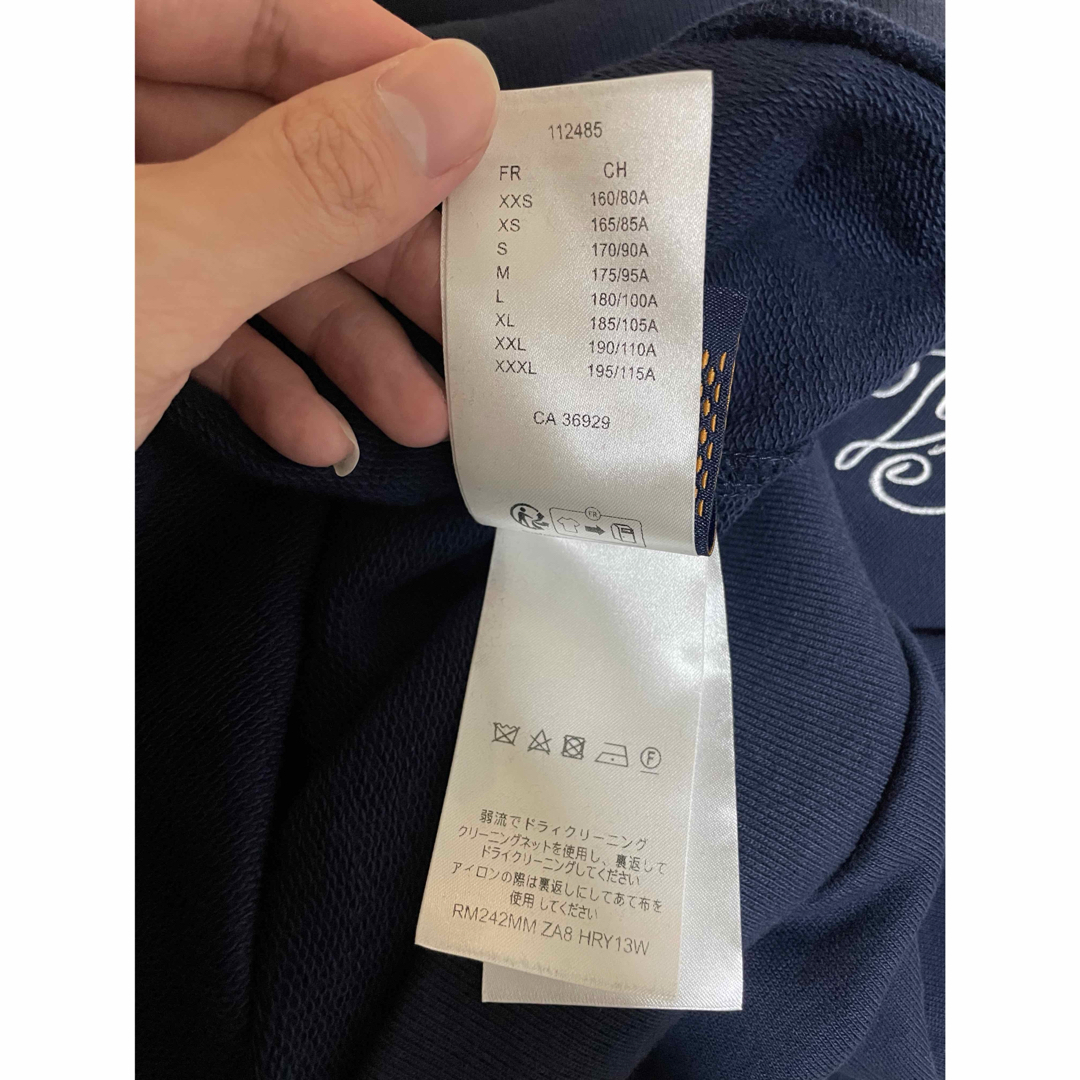 112485
FR CH
XXS 160/80A
XS 165/85A
S 170/90A
M 175/95A
L 180/100A
XL 185/105A
XXL 190/110A
XXXL 195/115A
CA 36929
FR
F
弱流でドライクリーニング
クリーニングネットを使用し、裏返して
ドライクリーニングしてください
アイロンの際は裏返しにしてあて布を
使用してください
RM242MM ZA8 HRY13W